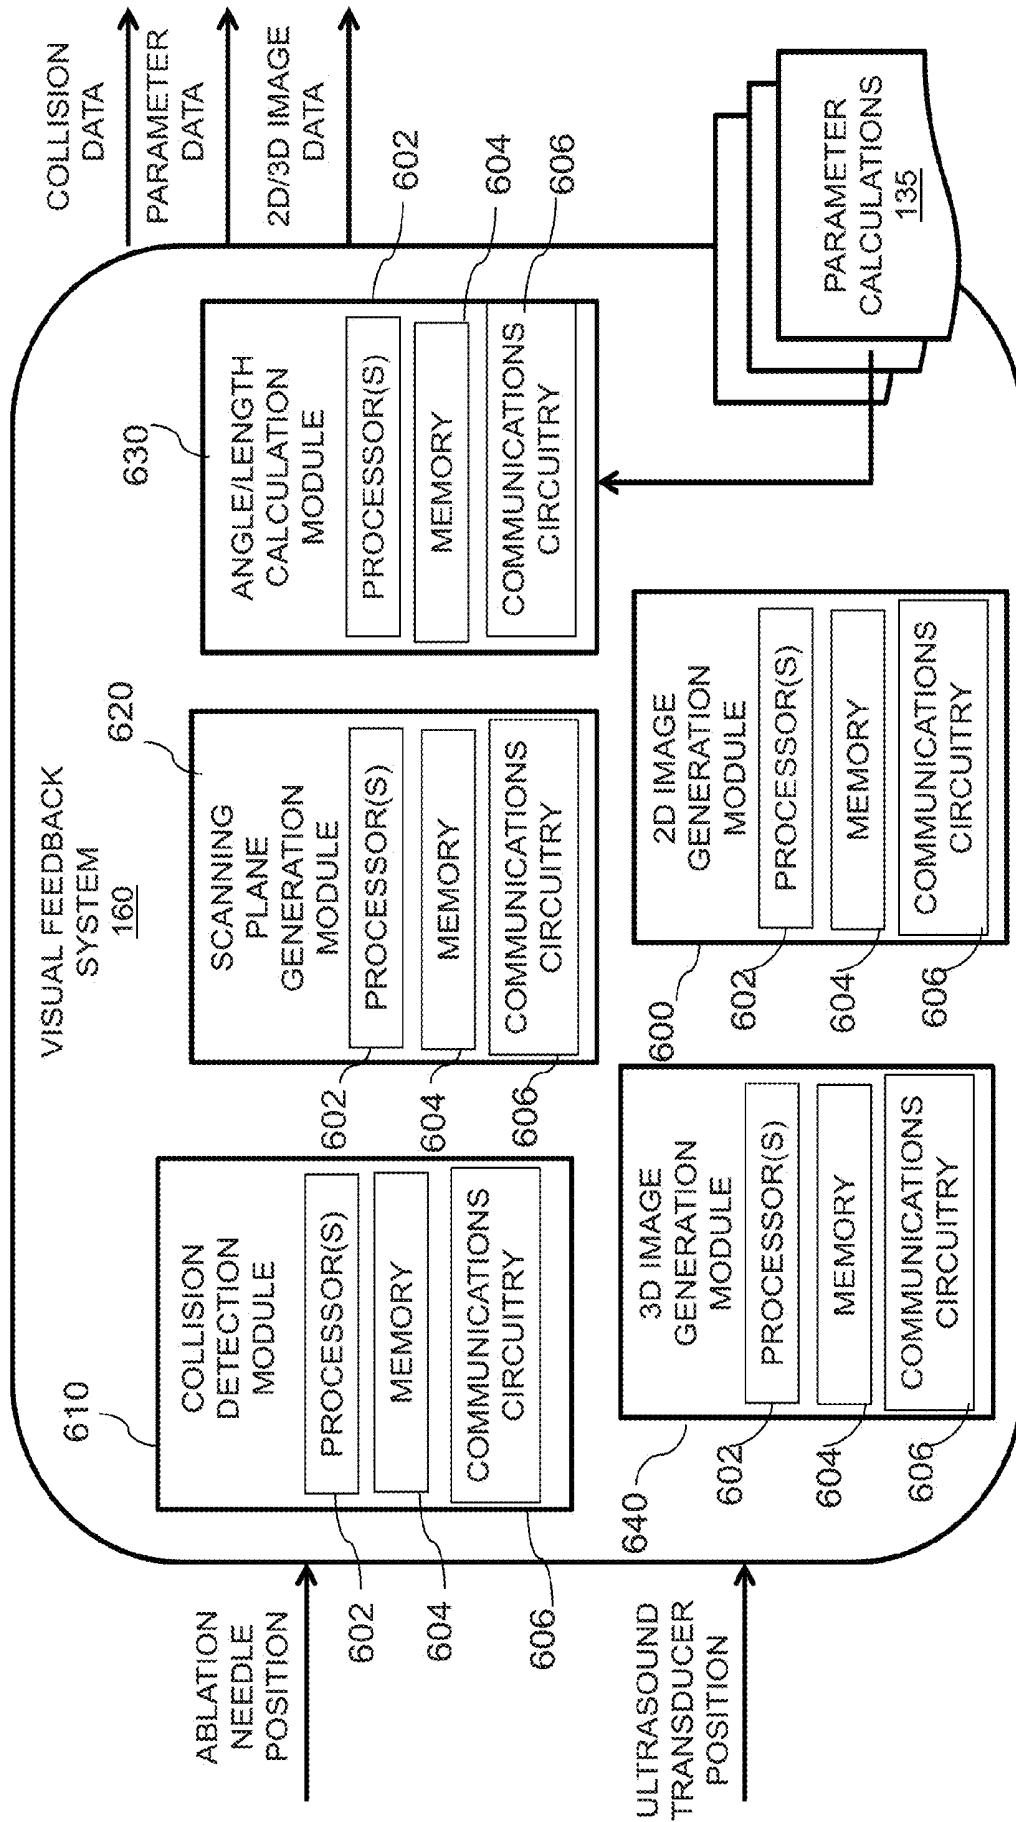 VISUAL FEEDBACK
SYSTEM
160
ABLATION
NEEDLE
POSITION
ULTRASOUND
TRANSDUCER
POSITION
610
COLLISION
DETECTION
MODULE
PROCESSOR(S)
MEMORY
COMMUNICATIONS
CIRCUITRY
602
604
606
620
SCANNING
PLANE
GENERATION
MODULE
PROCESSOR(S)
MEMORY
COMMUNICATIONS
CIRCUITRY
602
604
606
630
ANGLE/LENGTH
CALCULATION
MODULE
PROCESSOR(S)
MEMORY
COMMUNICATIONS
CIRCUITRY
602
604
606
COLLISION
DATA
PARAMETER
DATA
2D/3D IMAGE
DATA
640
3D IMAGE
GENERATION
MODULE
PROCESSOR(S)
MEMORY
COMMUNICATIONS
CIRCUITRY
602
604
606
600
2D IMAGE
GENERATION
MODULE
PROCESSOR(S)
MEMORY
COMMUNICATIONS
CIRCUITRY
602
604
606
PARAMETER
CALCULATIONS
135